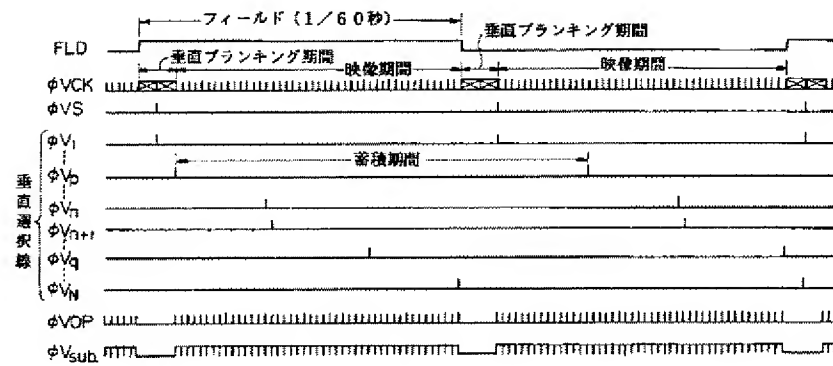 フィールド(1/60秒)
垂直ブランキング期間
FLD
垂直ブランキング期間
映像期間
映像期間
φVCK
φVS
φV1
蓄積期間
φVp
φVn
φVn+1
φVq
φVN
垂直選択線
φVOP
φVsub